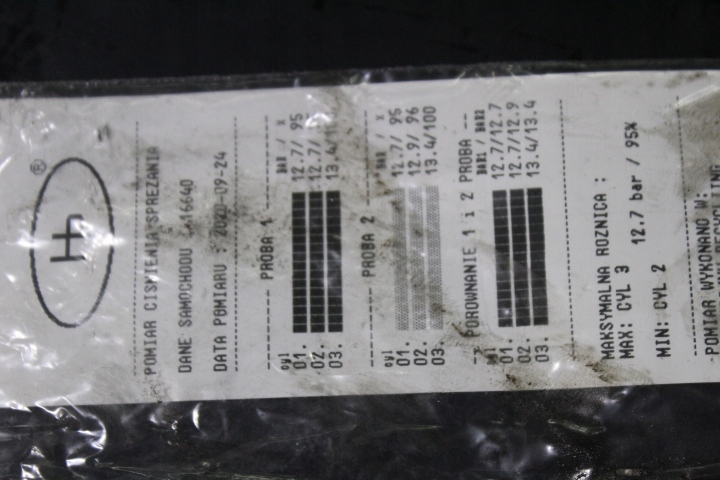 H ®
POMIAR CISNIENIA SPREZANIA
DANE SAMOCHODU
DATA POMIARU : 2020-09-24
---- PROBA 1 ----
cyl BAR / %
01. 12.7/ 95
02. 12.7/
03. 13.4/
---- PROBA 2 ----
cyl BAR / %
01. 12.7/ 95
02. 12.9/ 96
03. 13.4/100
-- POROWNANIE 1 i 2 PROBA --
cyl BAR1 / BAR2
01. 12.7/12.7
02. 12.7/12.9
03. 13.4/13.4
MAKSYMALNA ROZNICA :
MAX: CYL 3 12.7 bar / 95%
MIN: CYL 2
POMIAR WYKONANO W: